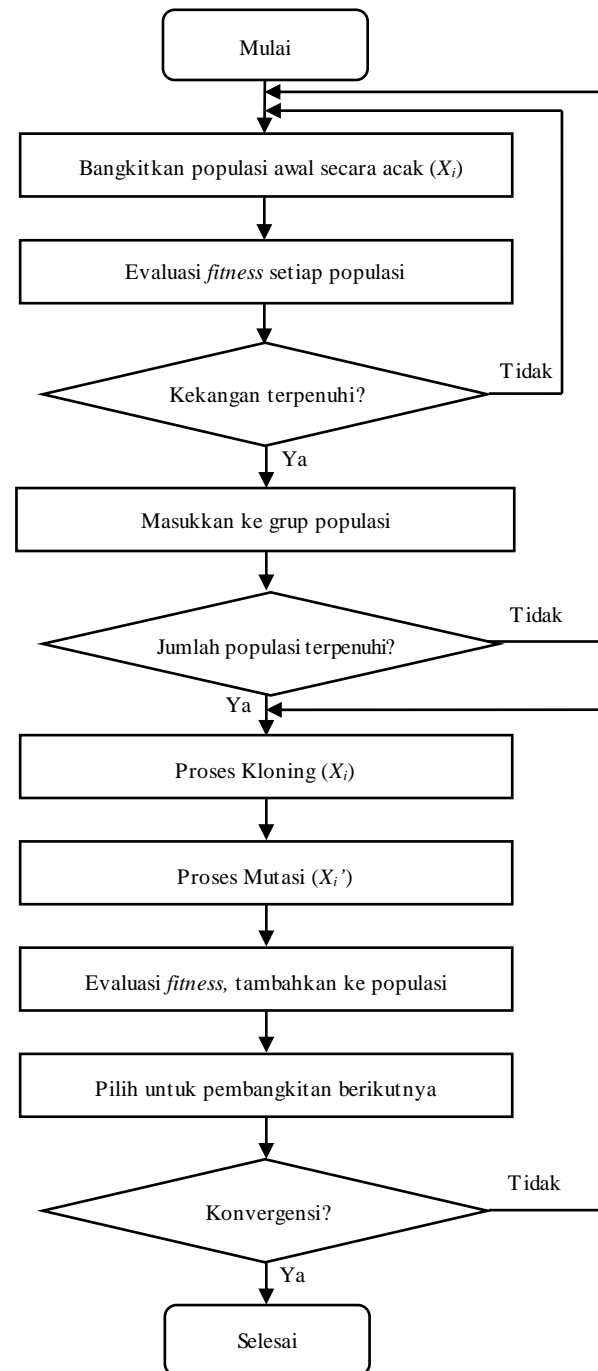 Mulai
Bangkitkan populasi awal secara acak (Xi)
Evaluasi fitness setiap populasi
Tidak
Kekangan terpenuhi?
Ya
Masukkan ke grup populasi
Tidak
Jumlah populasi terpenuhi?
Ya
Proses Kloning (Xi)
Proses Mutasi (Xi’)
Evaluasi fitness, tambahkan ke populasi
Pilih untuk pembangkitan berikutnya
Tidak
Konvergensi?
Ya
Selesai